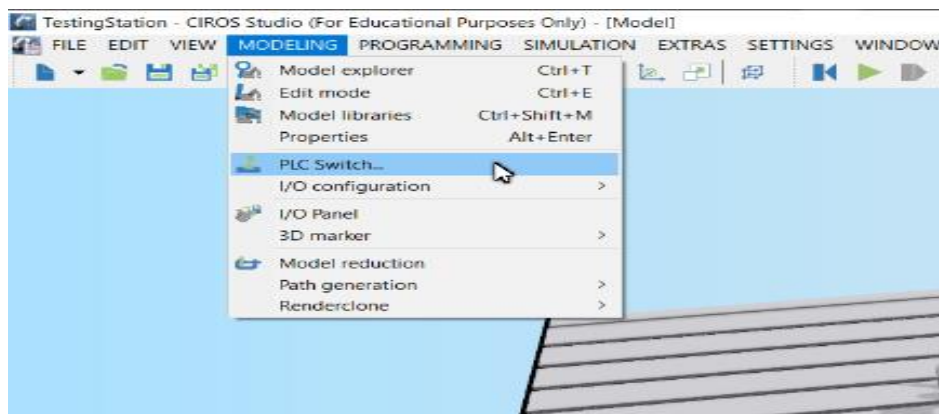 TestingStation - CIROS Studio (For Educational Purposes Only) - [Model]
FILE EDIT VIEW MODELING PROGRAMMING SIMULATION EXTRAS SETTINGS WINDOW
Model explorer Ctrl+T
Edit mode Ctrl+E
Model libraries Ctrl+Shift+M
Properties Alt+Enter
PLC Switch...
I/O configuration >
I/O Panel
3D marker >
Model reduction
Path generation >
Renderclone >